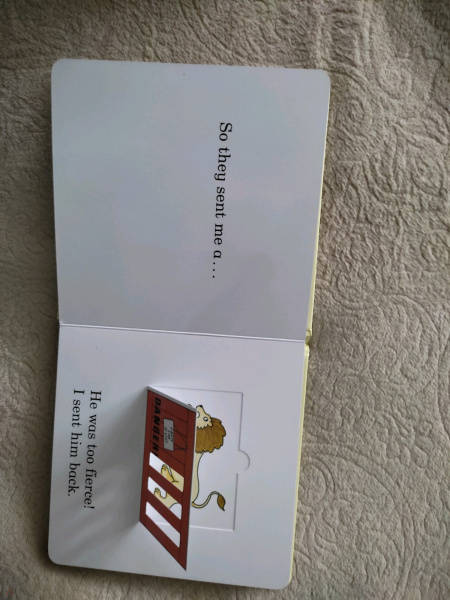 So they sent me a...
DANGER!
He was too fierce!
I sent him back.